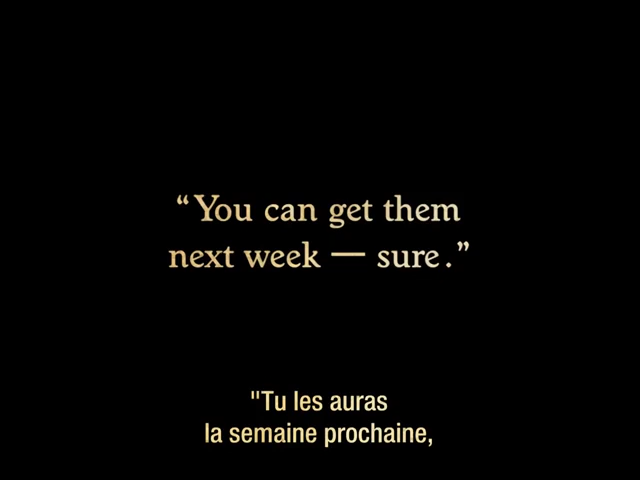 “You can get them
next week — sure.”
"Tu les auras
la semaine prochaine,